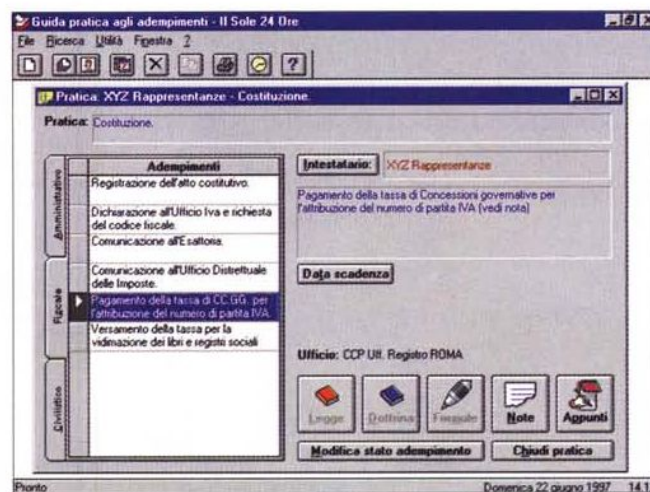 Guida pratica agli adempimenti - Il Sole 24 Ore
File Ricerca Utilità Finestra ?
Pratica: XYZ Rappresentanze - Costituzione.
Pratica: Costituzione.
Amministrativo
Fiscale
Civilistico
Adempimenti
Registrazione dell'atto costitutivo.
Dichiarazione all'Ufficio Iva e richiesta
del codice fiscale.
Comunicazione all'Esattoria.
Comunicazione all'Ufficio Distrettuale
delle Imposte.
Pagamento della tassa di CC.GG. per
l'attribuzione del numero di partita IVA.
Versamento della tassa per la
vidimazione dei libri e registri sociali
Intestatario: XYZ Rappresentanze
Pagamento della tassa di Concessioni governative per
l'attribuzione del numero di partita IVA (vedi nota)
Data scadenza
Ufficio: CCP Uff. Registro ROMA
Legge Dottrina Formule Note Appunti
Modifica stato adempimento Chiudi pratica
Pronto Domenica 22 giugno 1997 14.1